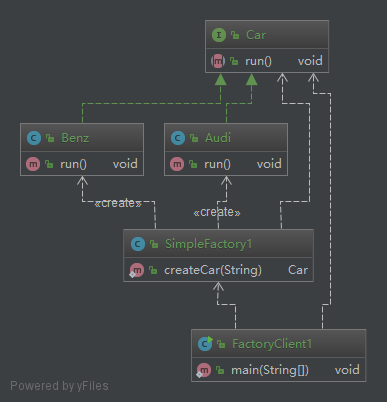 I Car
m run() void
C Benz
m run() void
C Audi
m run() void
«create»
«create»
C SimpleFactory1
m createCar(String) Car
C FactoryClient1
m main(String[]) void
Powered by yFiles